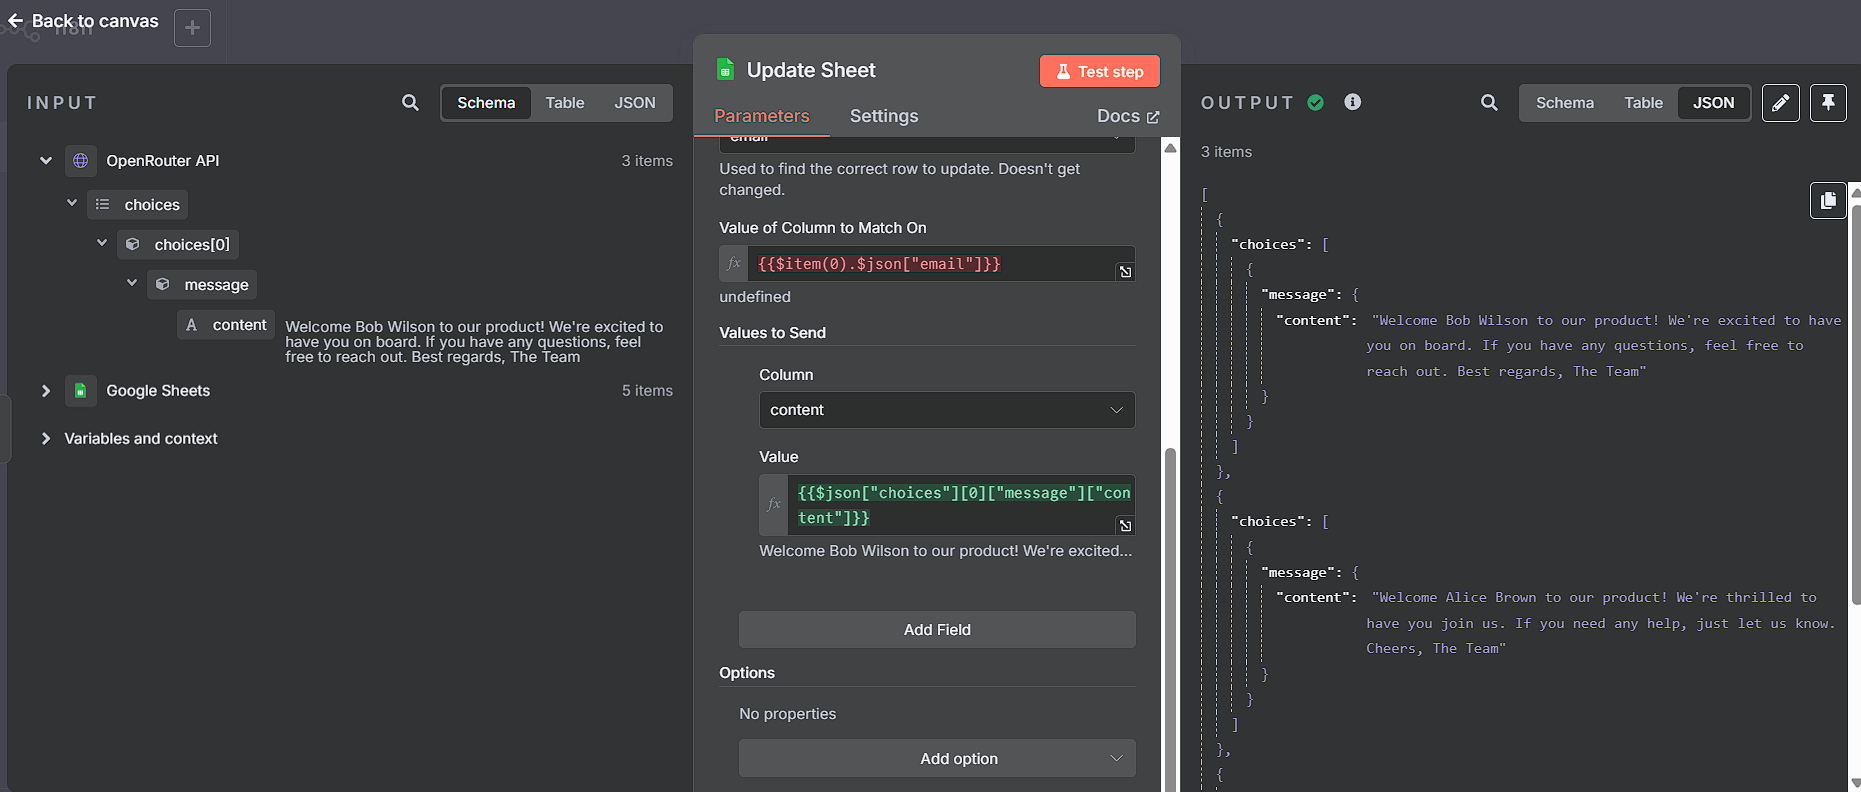 Back to canvas
n8n
INPUT
Schema
Table
JSON
OpenRouter API
3 items
choices
choices[0]
message
A content
Welcome Bob Wilson to our product! We're excited to
have you on board. If you have any questions, feel
free to reach out. Best regards, The Team
Google Sheets
5 items
Variables and context
Update Sheet
Test step
Parameters
Settings
Docs
email
Used to find the correct row to update. Doesn't get
changed.
Value of Column to Match On
fx {{$item(0).$json["email"]}}
undefined
Values to Send
Column
content
Value
fx {{$json["choices"][0]["message"]["con
tent"]}}
Welcome Bob Wilson to our product! We're excited...
Add Field
Options
No properties
Add option
OUTPUT
Schema
Table
JSON
3 items
[
{
"choices": [
{
"message": {
"content": "Welcome Bob Wilson to our product! We're excited to have
you on board. If you have any questions, feel free to
reach out. Best regards, The Team"
}
}
]
},
{
"choices": [
{
"message": {
"content": "Welcome Alice Brown to our product! We're thrilled to
have you join us. If you need any help, just let us know.
Cheers, The Team"
}
}
]
},
{